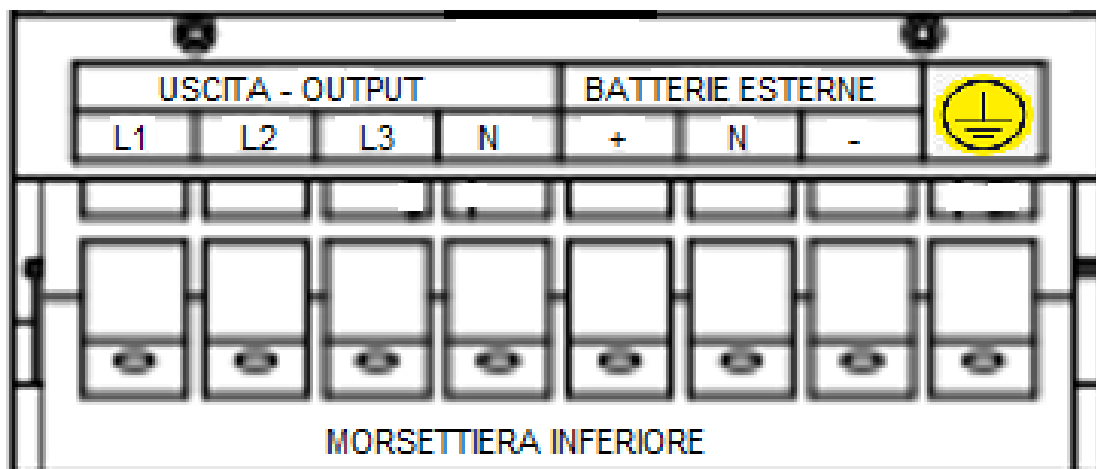 USCITA - OUTPUT BATTERIE ESTERNE
L1 L2 L3 N + N -
MORSETTIERA INFERIORE